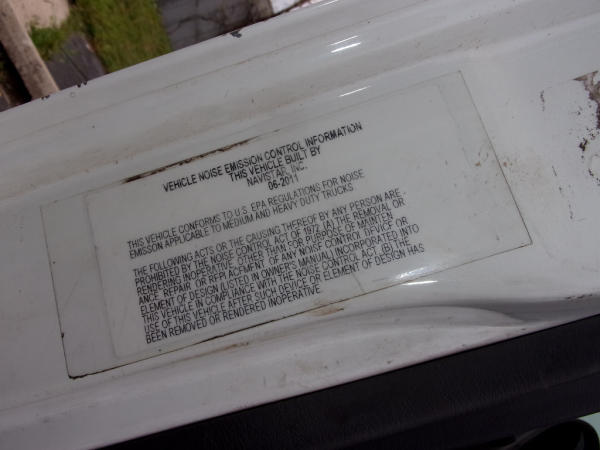 VEHICLE NOISE EMISSION CONTROL INFORMATION
THIS VEHICLE BUILT BY
NAVISTAR, INC.
06-2011
THIS VEHICLE CONFORMS TO U.S. EPA REGULATIONS FOR NOISE
EMISSON APPLICABLE TO MEDIUM AND HEAVY DUTY TRUCKS
THE FOLLOWING ACTS OR THE CAUSING THEREOF BY ANY PERSON ARE
PROHIBITED BY THE NOISE CONTROL ACT OF 1972 (A) THE REMOVAL OR
RENDERING INOPERATIVE, OTHER THAN FOR PURPOSE OF MAINTEN
ANCE REPAIR OR REPLACEMENT, OF ANY NOISE CONTROL DEVICE OR
ELEMENT OF DESIGN (LISTED IN OWNERS MANUAL) INCORPORATED INTO
THIS VEHICLE IN COMPLIANCE WITH THE NOISE CONTROL ACT. (B) THE
USE OF THIS VEHICLE AFTER SUCH DEVICE OR ELEMENT OF DESIGN HAS
BEEN REMOVED OR RENDERED INOPERATIVE.